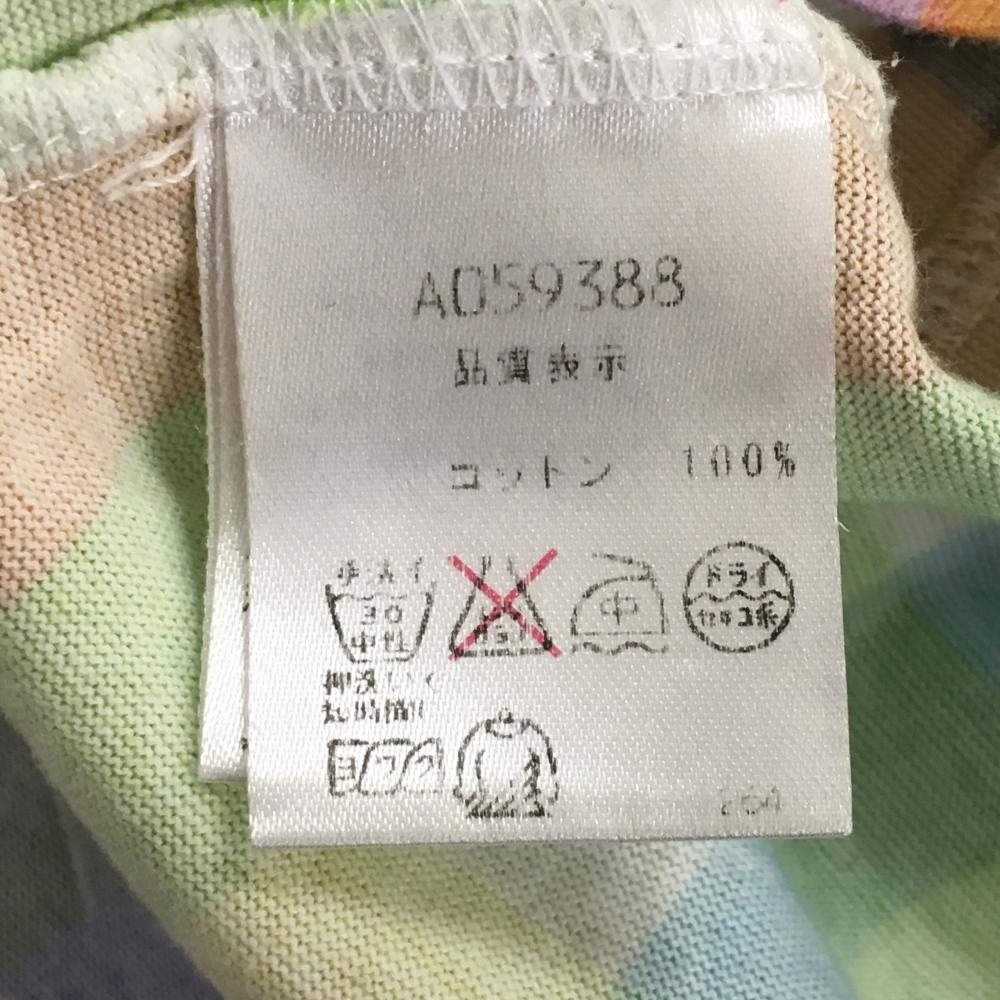 A059388
品質表示
コットン 100%
手洗イ
30
中性
中
ドライ
セキユ系
押洗い
短時間
264